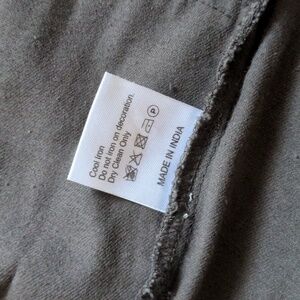 Cool Iron
Do not Iron on decoration.
Dry Clean Only
P
MADE IN INDIA